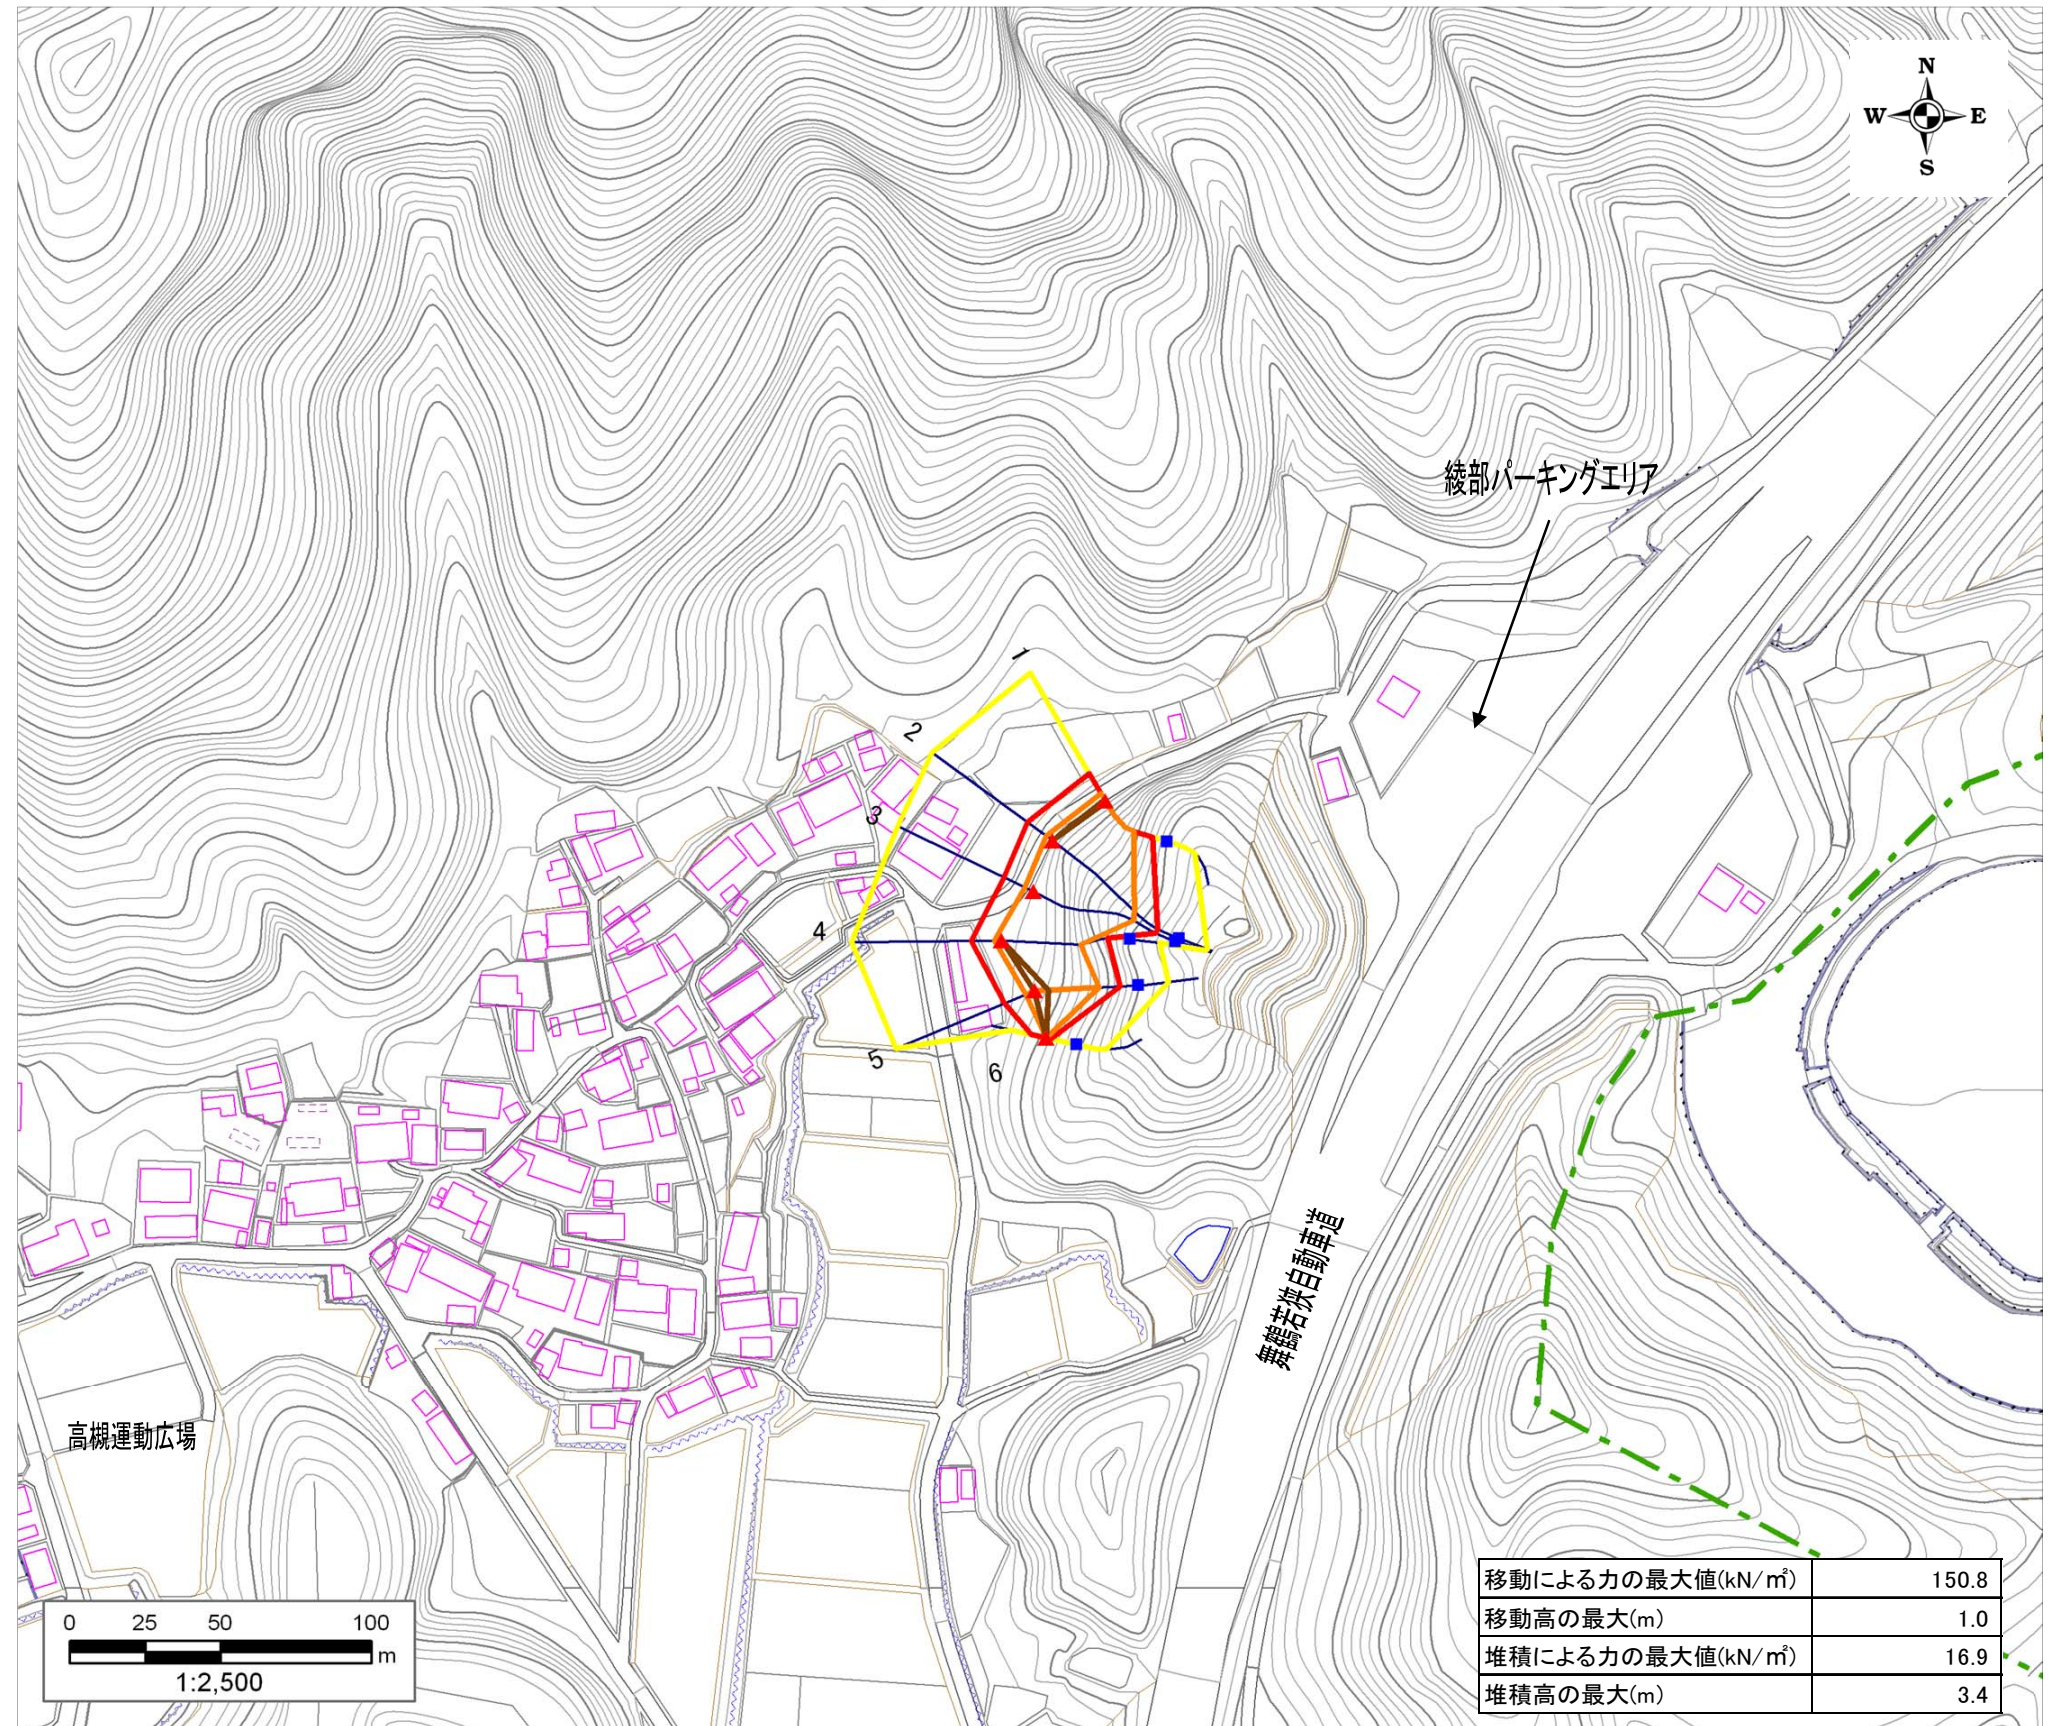 N
W E
S
綾部パーキングエリア
1
2
3
4
5
6
舞鶴若狭自動車道
高槻運動広場
0 25 50 100
m
1:2,500
移動による力の最大値(kN/㎡) 150.8
移動高の最大(m) 1.0
堆積による力の最大値(kN/㎡) 16.9
堆積高の最大(m) 3.4